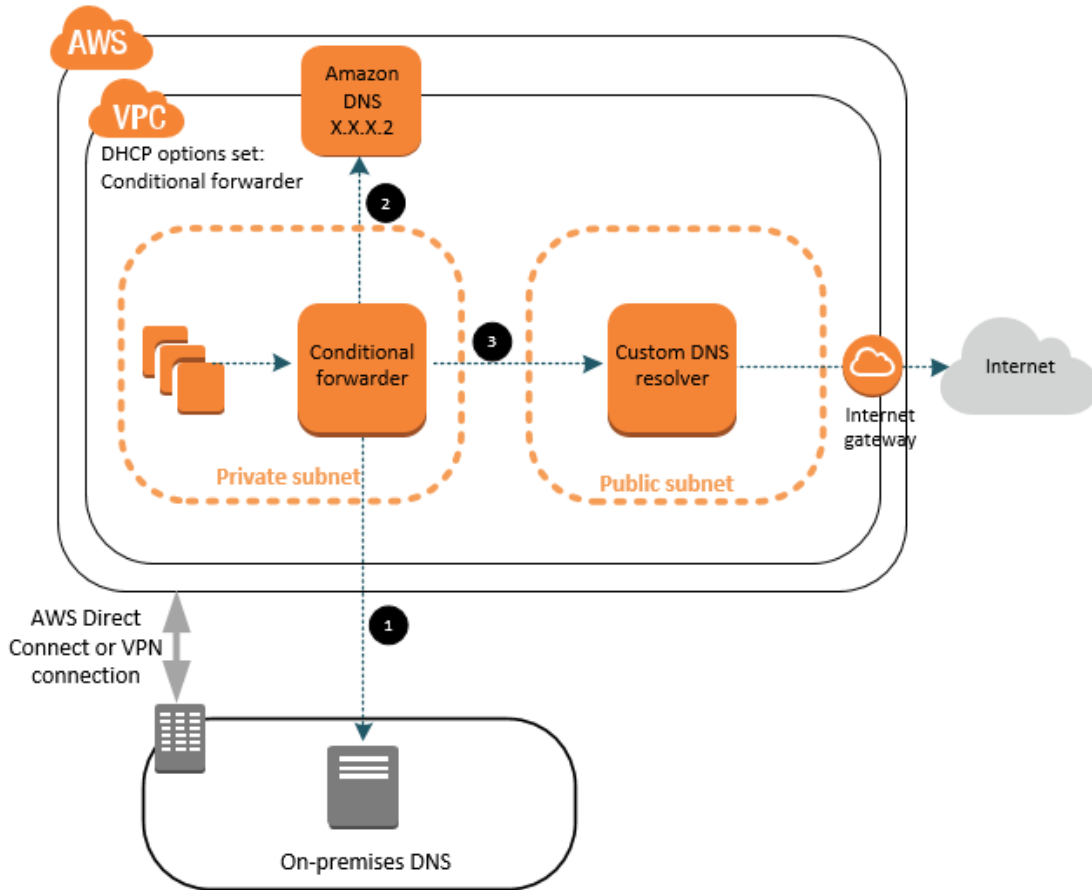 AWS
Amazon
DNS
X.X.X.2
VPC
DHCP options set:
Conditional forwarder
2
3
Conditional
forwarder
Custom DNS
resolver
Internet
Internet
gateway
Private subnet
Public subnet
1
AWS Direct
Connect or VPN
connection
On-premises DNS